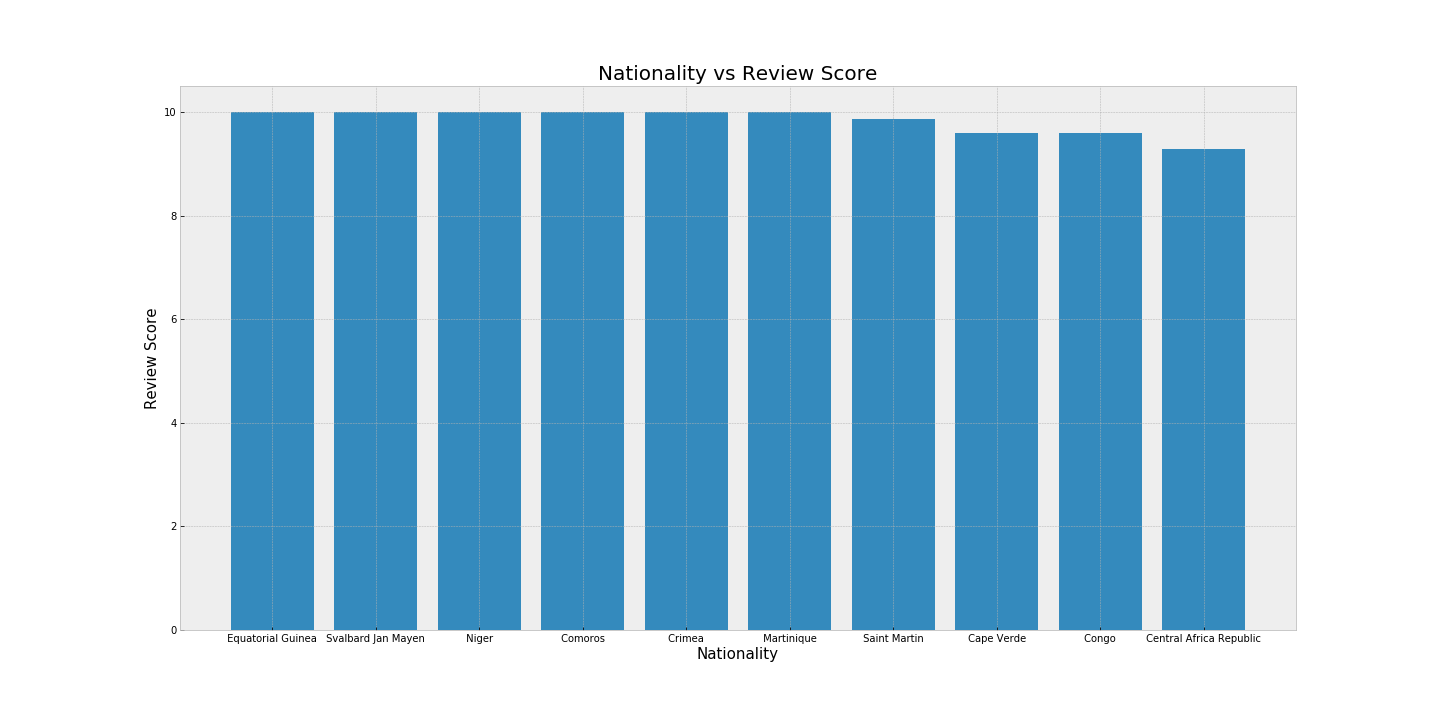 Nationality vs Review Score
Review Score
10
8
6
4
2
0
Equatorial Guinea Svalbard Jan Mayen Niger Comoros Crimea Martinique Saint Martin Cape Verde Congo Central Africa Republic
Nationality